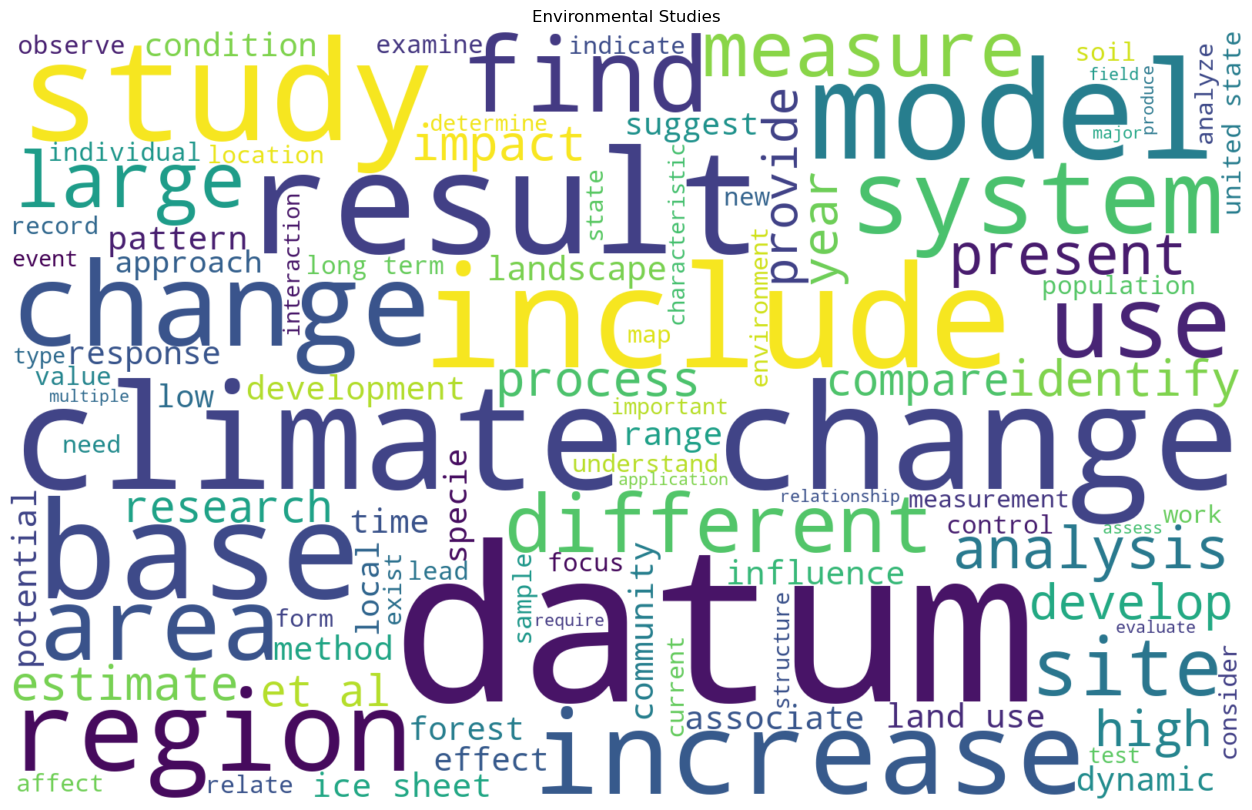 Environmental Studies
observe
condition
examine
indicate
measure
soil
field
produce
analyze
united state
study
find
model
determine
impact
suggest
major
provide
individual
location
large
result
state
characteristic
new
year
system
record
pattern
interaction
event
approach
long term
landscape
environment
present
population
change
include
map
use
type
response
value
multiple
low
development
process
compare
identify
climate change
important
need
range
understand
application
relationship
measurement
specie
potential
research
time
different
control
assess
work
base
analysis
local
exist
lead
focus
sample
community
influence
datum
area
form
require
structure
develop
evaluate
method
site
consider
estimate
et al
current
region
forest
associate
land use
high
effect
increase
test
affect
relate
ice sheet
dynamic